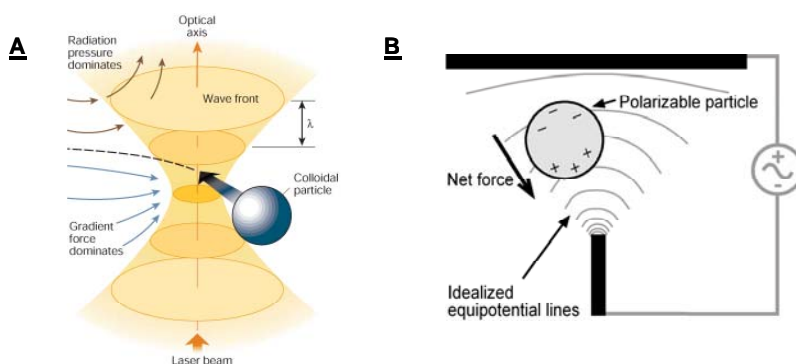 A
Optical
axis
Radiation
pressure
dominates
Wave front
λ
Colloidal
particle
Gradient
force
dominates
Laser beam
B
Polarizable particle
- - - -
+ + + +
Net force
+
~
-
Idealized
equipotential lines